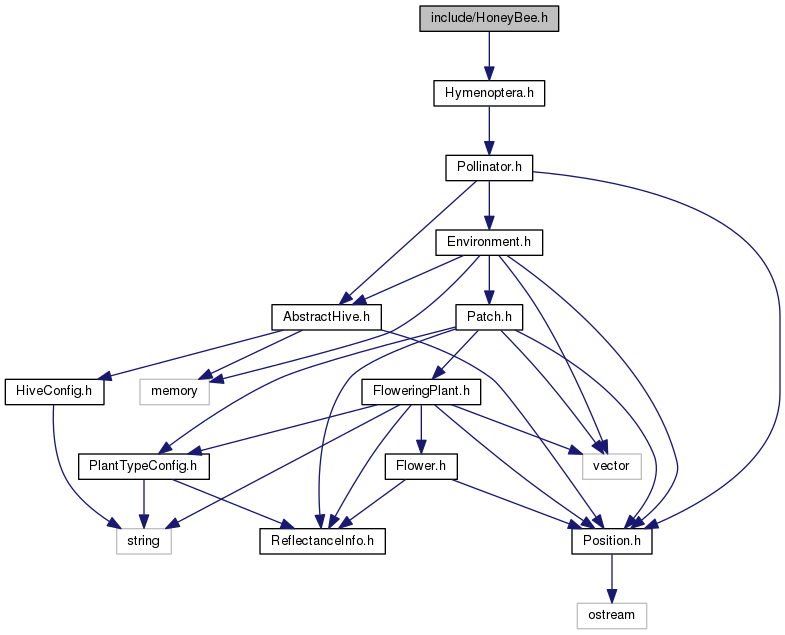 include/HoneyBee.h
Hymenoptera.h
Pollinator.h
Environment.h
AbstractHive.h
Patch.h
HiveConfig.h
memory
FloweringPlant.h
PlantTypeConfig.h
Flower.h
vector
string
ReflectanceInfo.h
Position.h
ostream